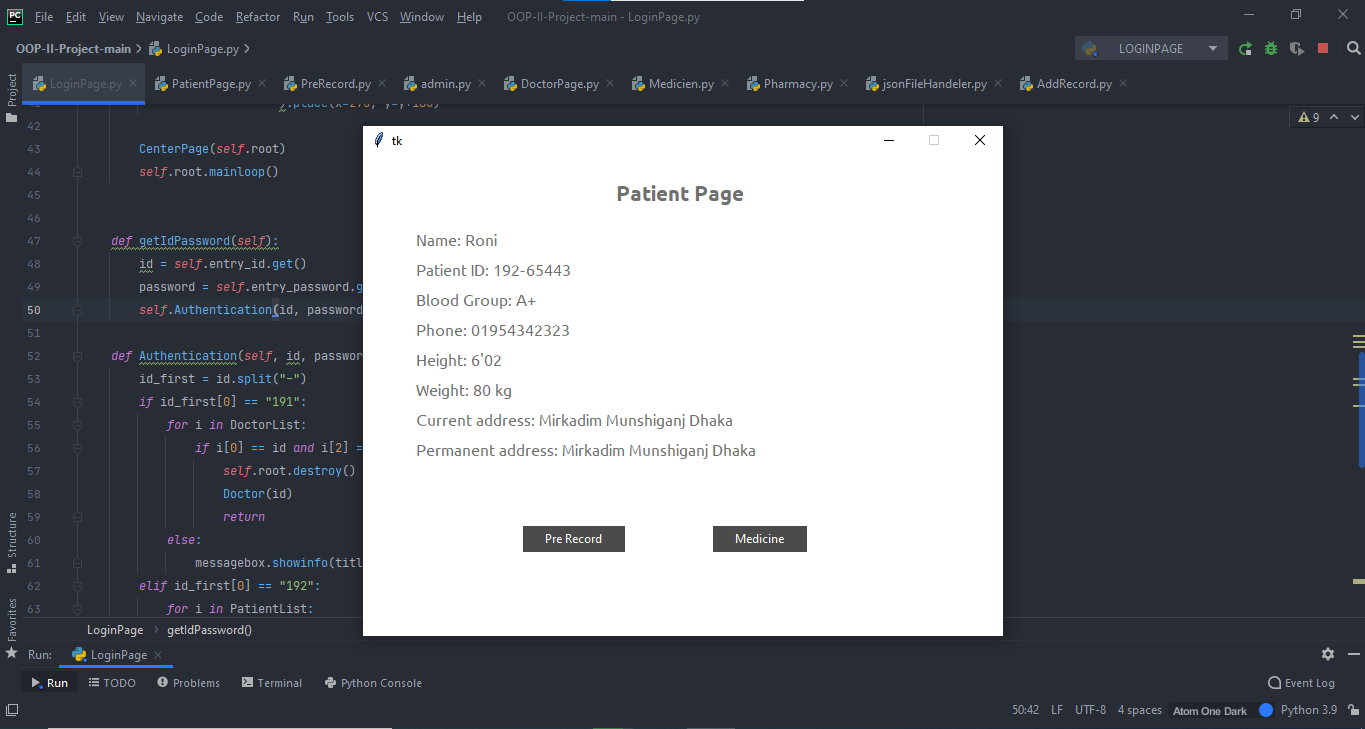 PC File Edit View Navigate Code Refactor Run Tools VCS Window Help OOP-II-Project-main - LoginPage.py
OOP-II-Project-main LoginPage.py LOGINPAGE
Project
LoginPage.py PatientPage.py PreRecord.py admin.py DoctorPage.py Medicien.py Pharmacy.py jsonFileHandeler.py AddRecord.py
).place(x=270, y=y+160)
9
42
43 CenterPage(self.root)
44 self.root.mainloop()
45
46
47 def getIdPassword(self):
48 id = self.entry_id.get()
49 password = self.entry_password.g
50 self.Authentication(id, password
51
52 def Authentication(self, id, passwor
53 id_first = id.split("-")
54 if id_first[0] == "191":
55 for i in DoctorList:
56 if i[0] == id and i[2] =
57 self.root.destroy()
58 Doctor(id)
59 return
60 else:
61 messagebox.showinfo(titl
62 elif id_first[0] == "192":
63 for i in PatientList:
tk
Patient Page
Name: Roni
Patient ID: 192-65443
Blood Group: A+
Phone: 01954342323
Height: 6'02
Weight: 80 kg
Current address: Mirkadim Munshiganj Dhaka
Permanent address: Mirkadim Munshiganj Dhaka
Pre Record Medicine
Structure
Favorites
LoginPage getIdPassword()
Run: LoginPage
Run TODO Problems Terminal Python Console Event Log
50:42 LF UTF-8 4 spaces Atom One Dark Python 3.9